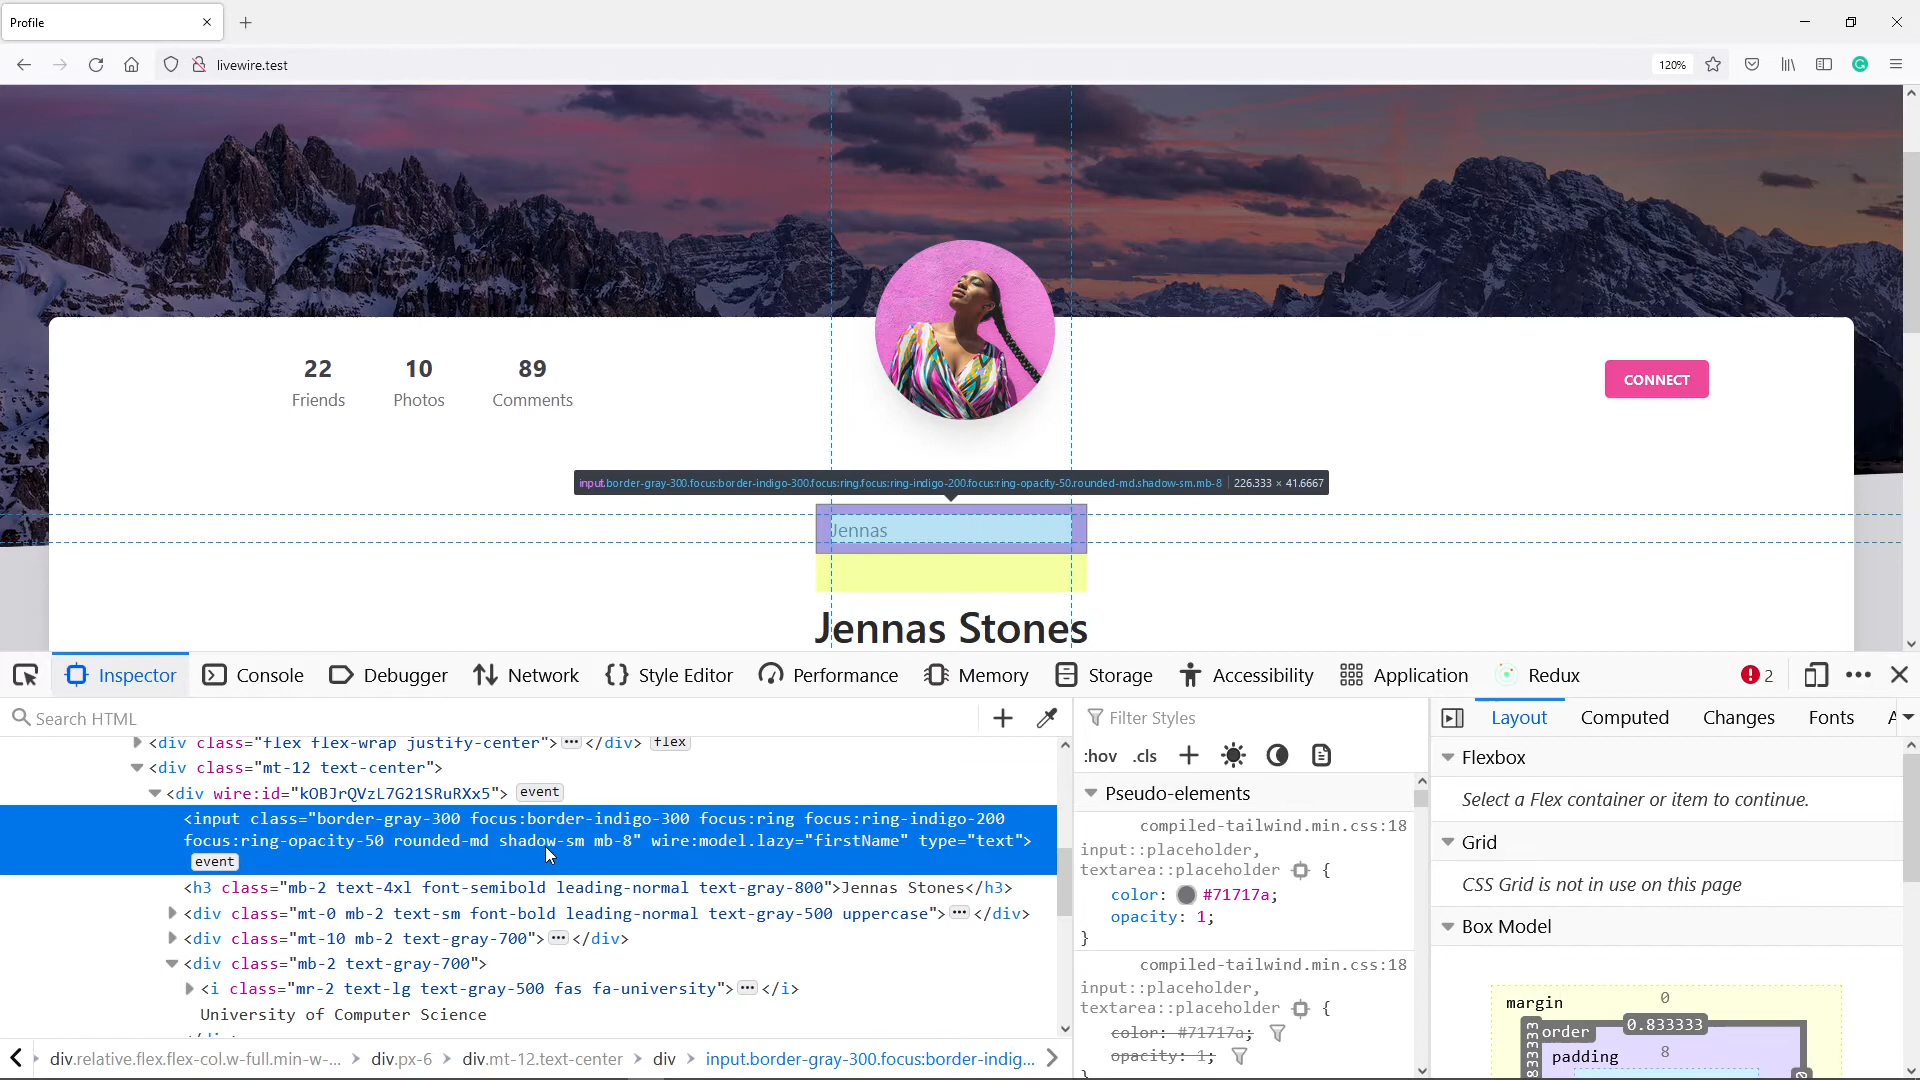 Profile
livewire.test
120%
22
Friends
10
Photos
89
Comments
CONNECT
input.border-gray-300.focus:border-indigo-300.focus:ring.focus:ring-indigo-200.focus:ring-opacity-50.rounded-md.shadow-sm.mb-8 226.333 × 41.6667
Jennas
Jennas Stones
Inspector Console Debugger Network Style Editor Performance Memory Storage Accessibility Application Redux 2
Search HTML
<div class="flex flex-wrap justify-center"> ••• </div> flex
<div class="mt-12 text-center">
<div wire:id="kOBJrQVzL7G21SRuRXx5"> event
<input class="border-gray-300 focus:border-indigo-300 focus:ring focus:ring-indigo-200
focus:ring-opacity-50 rounded-md shadow-sm mb-8" wire:model.lazy="firstName" type="text">
event
<h3 class="mb-2 text-4xl font-semibold leading-normal text-gray-800">Jennas Stones</h3>
<div class="mt-0 mb-2 text-sm font-bold leading-normal text-gray-500 uppercase"> ••• </div>
<div class="mt-10 mb-2 text-gray-700"> ••• </div>
<div class="mb-2 text-gray-700">
<i class="mr-2 text-lg text-gray-500 fas fa-university"> ••• </i>
University of Computer Science
div.relative.flex.flex-col.w-full.min-w-... div.px-6 div.mt-12.text-center div input.border-gray-300.focus:border-indig...
Filter Styles
:hov .cls
Pseudo-elements
compiled-tailwind.min.css:18
input::placeholder,
textarea::placeholder {
color: #71717a;
opacity: 1;
}
compiled-tailwind.min.css:18
input::placeholder,
textarea::placeholder {
color: #71717a;
opacity: 1;
}
Layout Computed Changes Fonts A
Flexbox
Select a Flex container or item to continue.
Grid
CSS Grid is not in use on this page
Box Model
margin 0
order 0.833333
padding 8